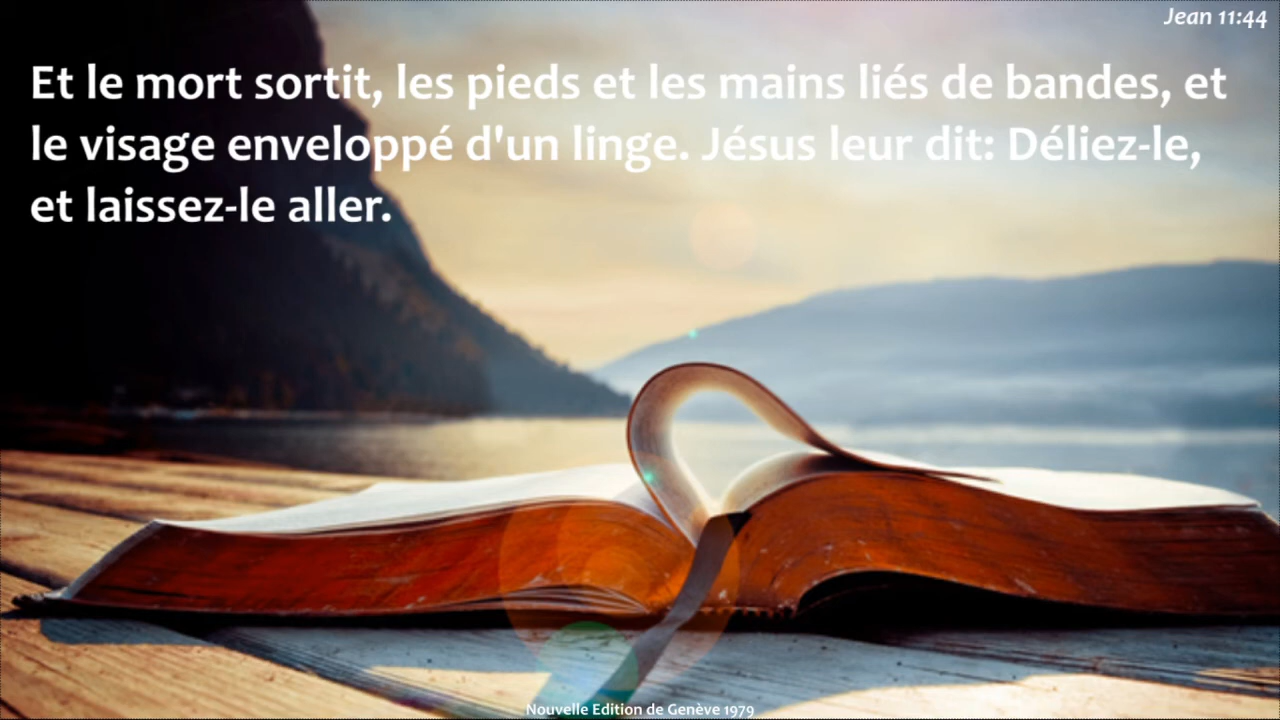 Jean 11:44
Et le mort sortit, les pieds et les mains liés de bandes, et
le visage enveloppé d'un linge. Jésus leur dit: Déliez-le,
et laissez-le aller.
Nouvelle Edition de Genève 1979